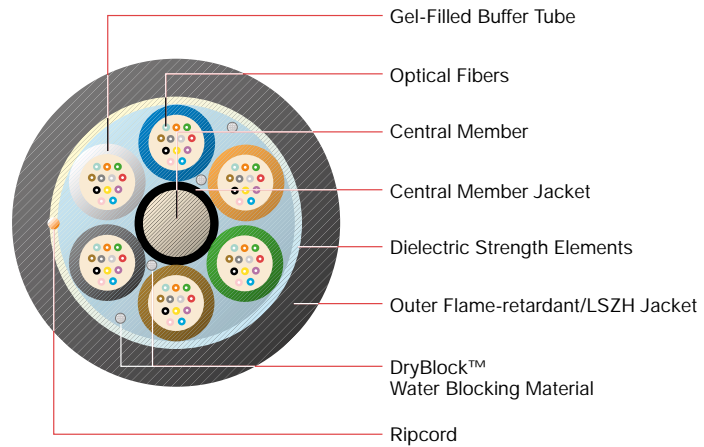 Gel-Filled Buffer Tube
Optical Fibers
Central Member
Central Member Jacket
Dielectric Strength Elements
Outer Flame-retardant/LSZH Jacket
DryBlock™
Water Blocking Material
Ripcord